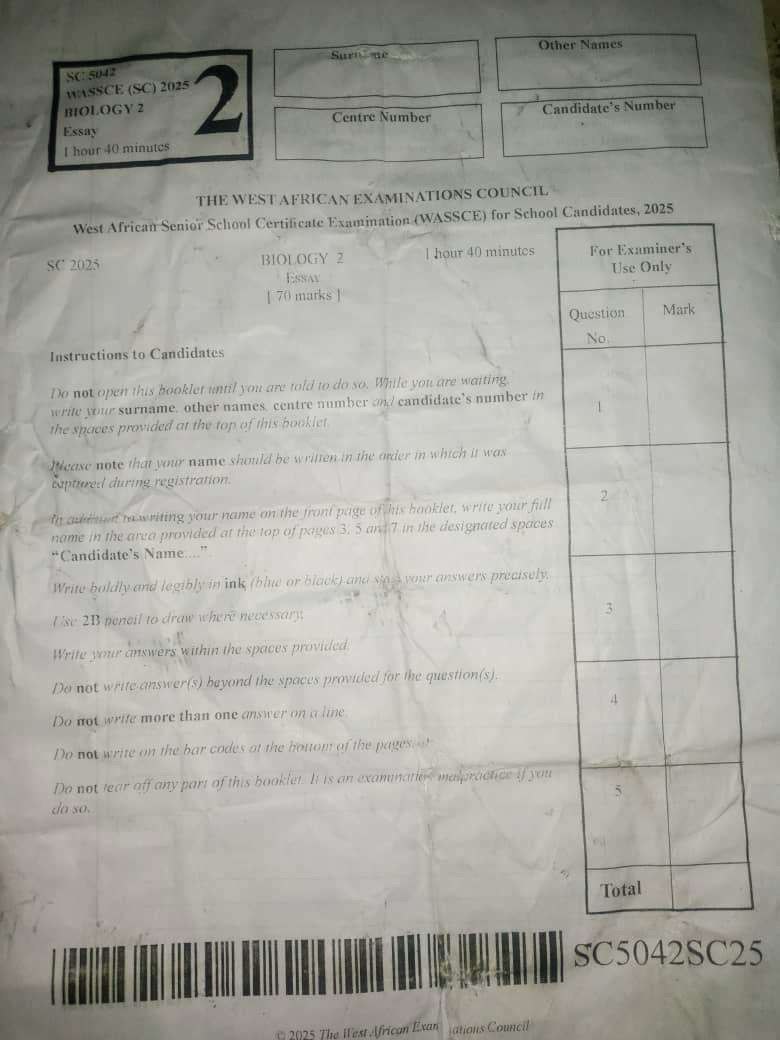 SC 5042
WASSCE (SC) 2025
BIOLOGY 2
Essay
1 hour 40 minutes
2
Surname
Other Names
Centre Number
Candidate's Number
THE WEST AFRICAN EXAMINATIONS COUNCIL
West African Senior School Certificate Examination (WASSCE) for School Candidates, 2025
SC 2025
BIOLOGY 2
1 hour 40 minutes
ESSAY
[ 70 marks ]
For Examiner's
Use Only
Question
No.
Mark
1
2
3
4
5
Total
Instructions to Candidates
Do not open this booklet until you are told to do so. While you are waiting,
write your surname, other names, centre number and candidate's number in
the spaces provided at the top of this booklet.
Please note that your name should be written in the order in which it was
captured during registration.
In addition to writing your name on the front page of this booklet, write your full
name in the area provided at the top of pages 3, 5 and 7 in the designated spaces
"Candidate's Name....".
Write boldly and legibly in ink (blue or black) and state your answers precisely.
Use 2B pencil to draw where necessary.
Write your answers within the spaces provided.
Do not write answer(s) beyond the spaces provided for the question(s).
Do not write more than one answer on a line.
Do not write on the bar codes at the bottom of the pages.
Do not tear off any part of this booklet. It is an examination malpractice if you
do so.
SC5042SC25
© 2025 The West African Exam ations Council